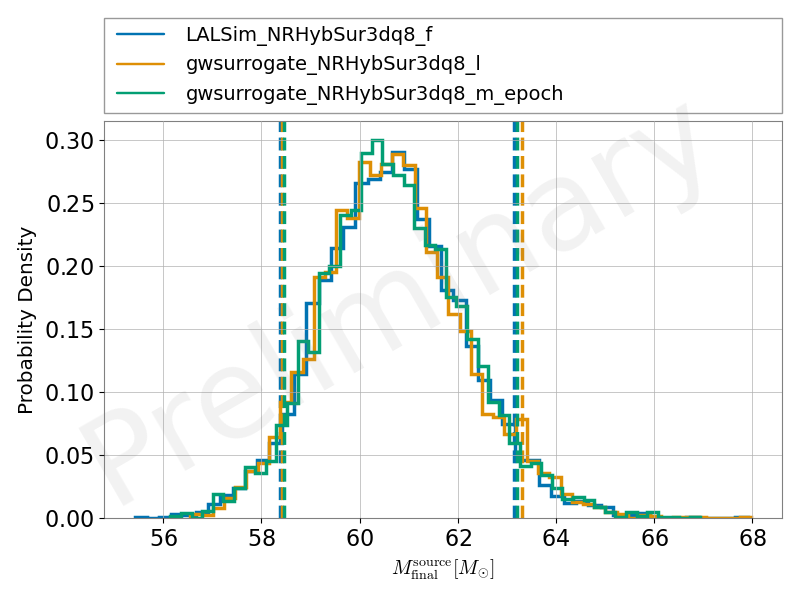 LALSim_NRHybSur3dq8_f
gwsurrogate_NRHybSur3dq8_l
gwsurrogate_NRHybSur3dq8_m_epoch
0.30
0.25
0.20
0.15
0.10
0.05
0.00
Probability Density
Preliminary
56 58 60 62 64 66 68
M_final^source [M_⊙]